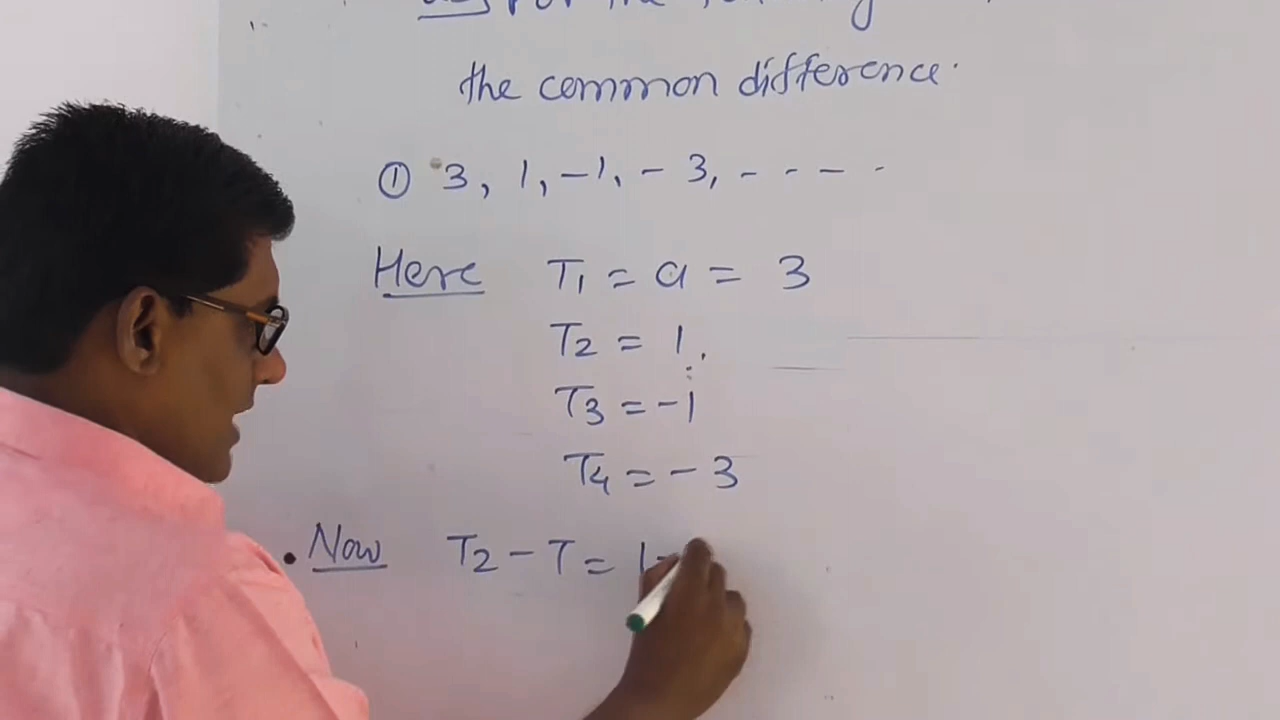 the common difference.
① 3, 1, -1, - 3, - - - -
Here T1 = a = 3
T2 = 1.
T3 = -1
T4 = - 3
Now T2 - T = 1-